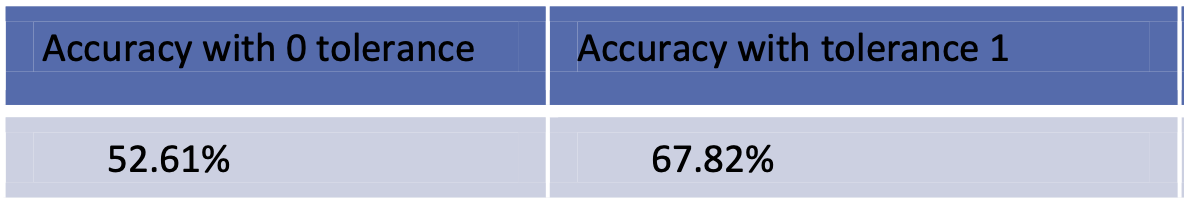 Accuracy with 0 tolerance Accuracy with tolerance 1
52.61% 67.82%